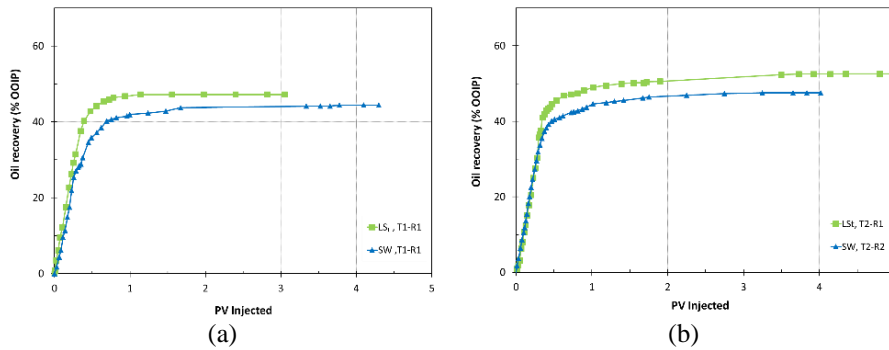 60
40
20
0
0
1
2
3
4
5
Oil recovery (% OOIP)
PV Injected
LSt, T1-R1
SW, T1-R1
(a)
60
40
20
0
0
1
2
3
4
Oil recovery (% OOIP)
PV Injected
LSt, T2-R1
SW, T2-R2
(b)